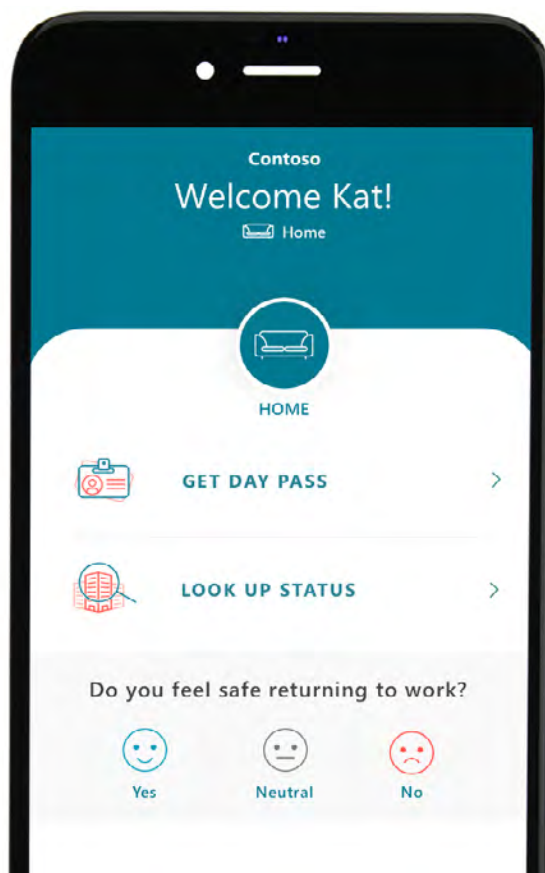 Contoso
Welcome Kat!
Home
HOME
GET DAY PASS
LOOK UP STATUS
Do you feel safe returning to work?
Yes Neutral No